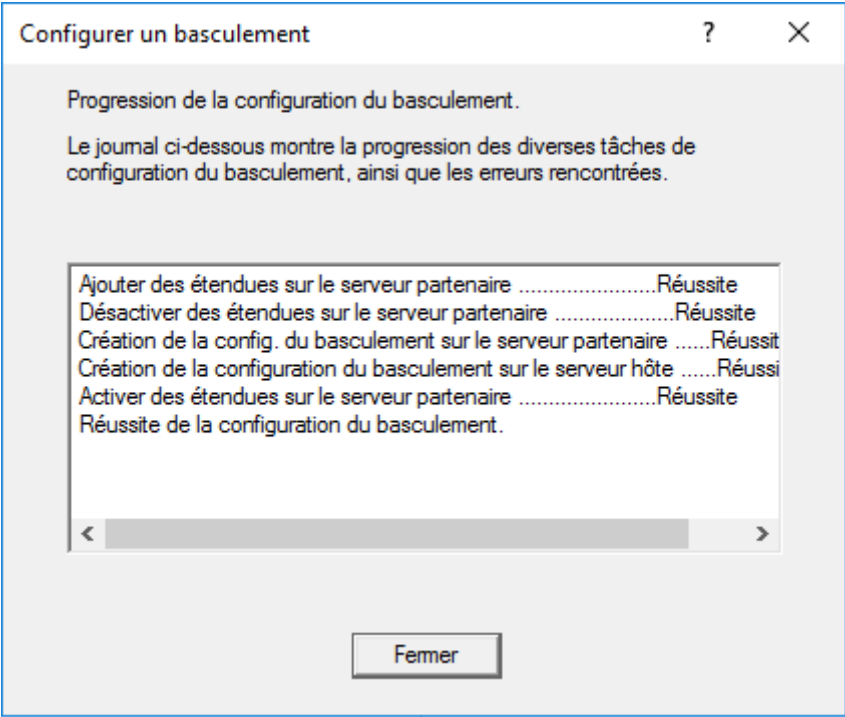 Configurer un basculement
?
Progression de la configuration du basculement.
Le journal ci-dessous montre la progression des diverses tâches de
configuration du basculement, ainsi que les erreurs rencontrées.
Ajouter des étendues sur le serveur partenaire ........................Réussite
Désactiver des étendues sur le serveur partenaire .....................Réussite
Création de la config. du basculement sur le serveur partenaire ......Réussit
Création de la configuration du basculement sur le serveur hôte ......Réussi
Activer des étendues sur le serveur partenaire ........................Réussite
Réussite de la configuration du basculement.
Fermer